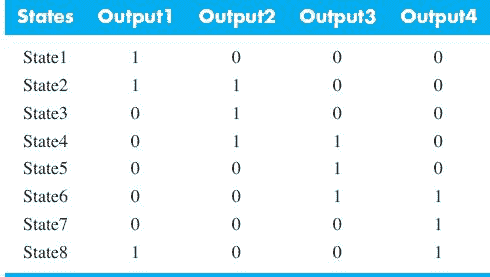 States Output1 Output2 Output3 Output4
State1 1 0 0 0
State2 1 1 0 0
State3 0 1 0 0
State4 0 1 1 0
State5 0 0 1 0
State6 0 0 1 1
State7 0 0 0 1
State8 1 0 0 1